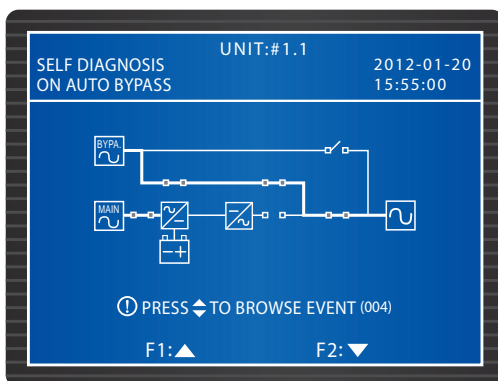 UNIT:#1.1
SELF DIAGNOSIS
2012-01-20
ON AUTO BYPASS
15:55:00
BYPA.
MAIN
PRESS TO BROWSE EVENT (004)
F1:
F2: